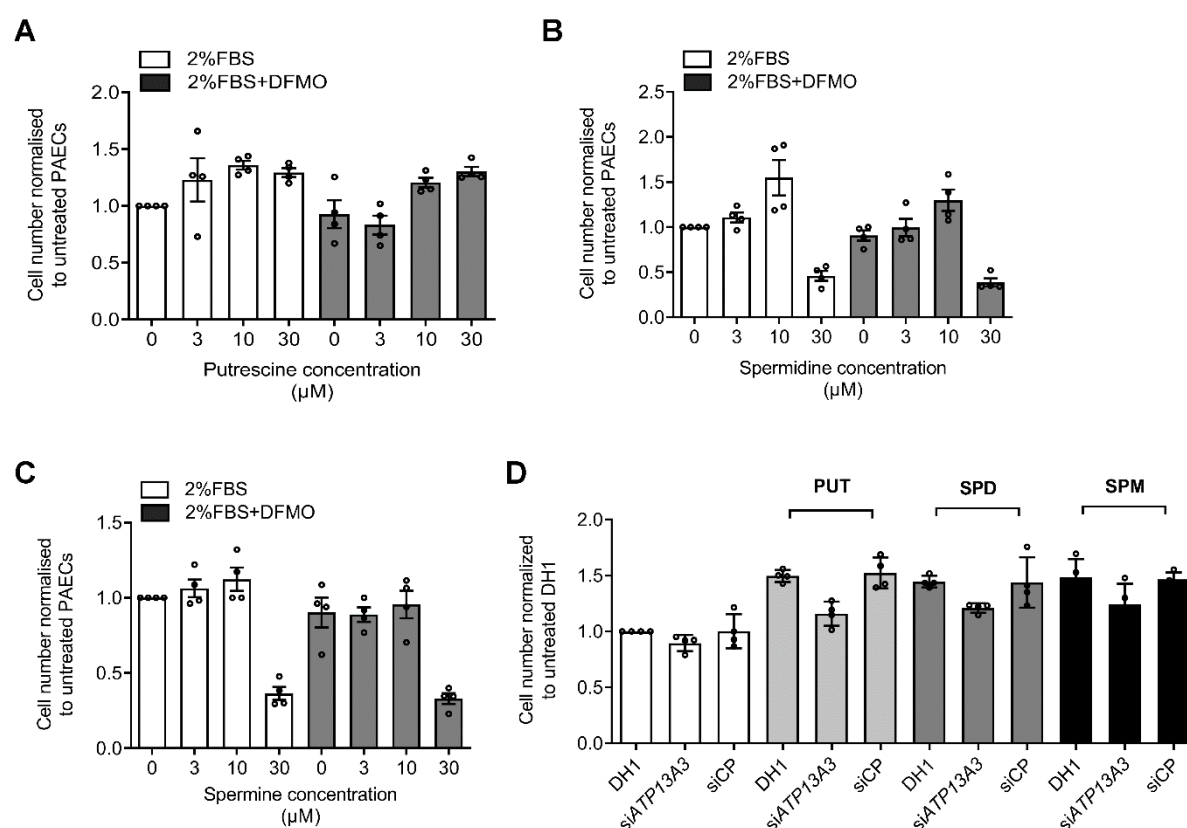 A
2%FBS
2%FBS+DFMO
Cell number normalised
to untreated PAECs
2.0
1.5
1.0
0.5
0.0
0 3 10 30 0 3 10 30
Putrescine concentration
(µM)
B
2%FBS
2%FBS+DFMO
Cell number normalised
to untreated PAECs
2.5
2.0
1.5
1.0
0.5
0.0
0 3 10 30 0 3 10 30
Spermidine concentration
(µM)
C
2%FBS
2%FBS+DFMO
Cell number normalised
to untreated PAECs
1.5
1.0
0.5
0.0
0 3 10 30 0 3 10 30
Spermine concentration
(µM)
D
PUT SPD SPM
Cell number normalized
to untreated DH1
2.0
1.5
1.0
0.5
0.0
DH1 siATP13A3 siCP DH1 siATP13A3 siCP DH1 siATP13A3 siCP DH1 siATP13A3 siCP